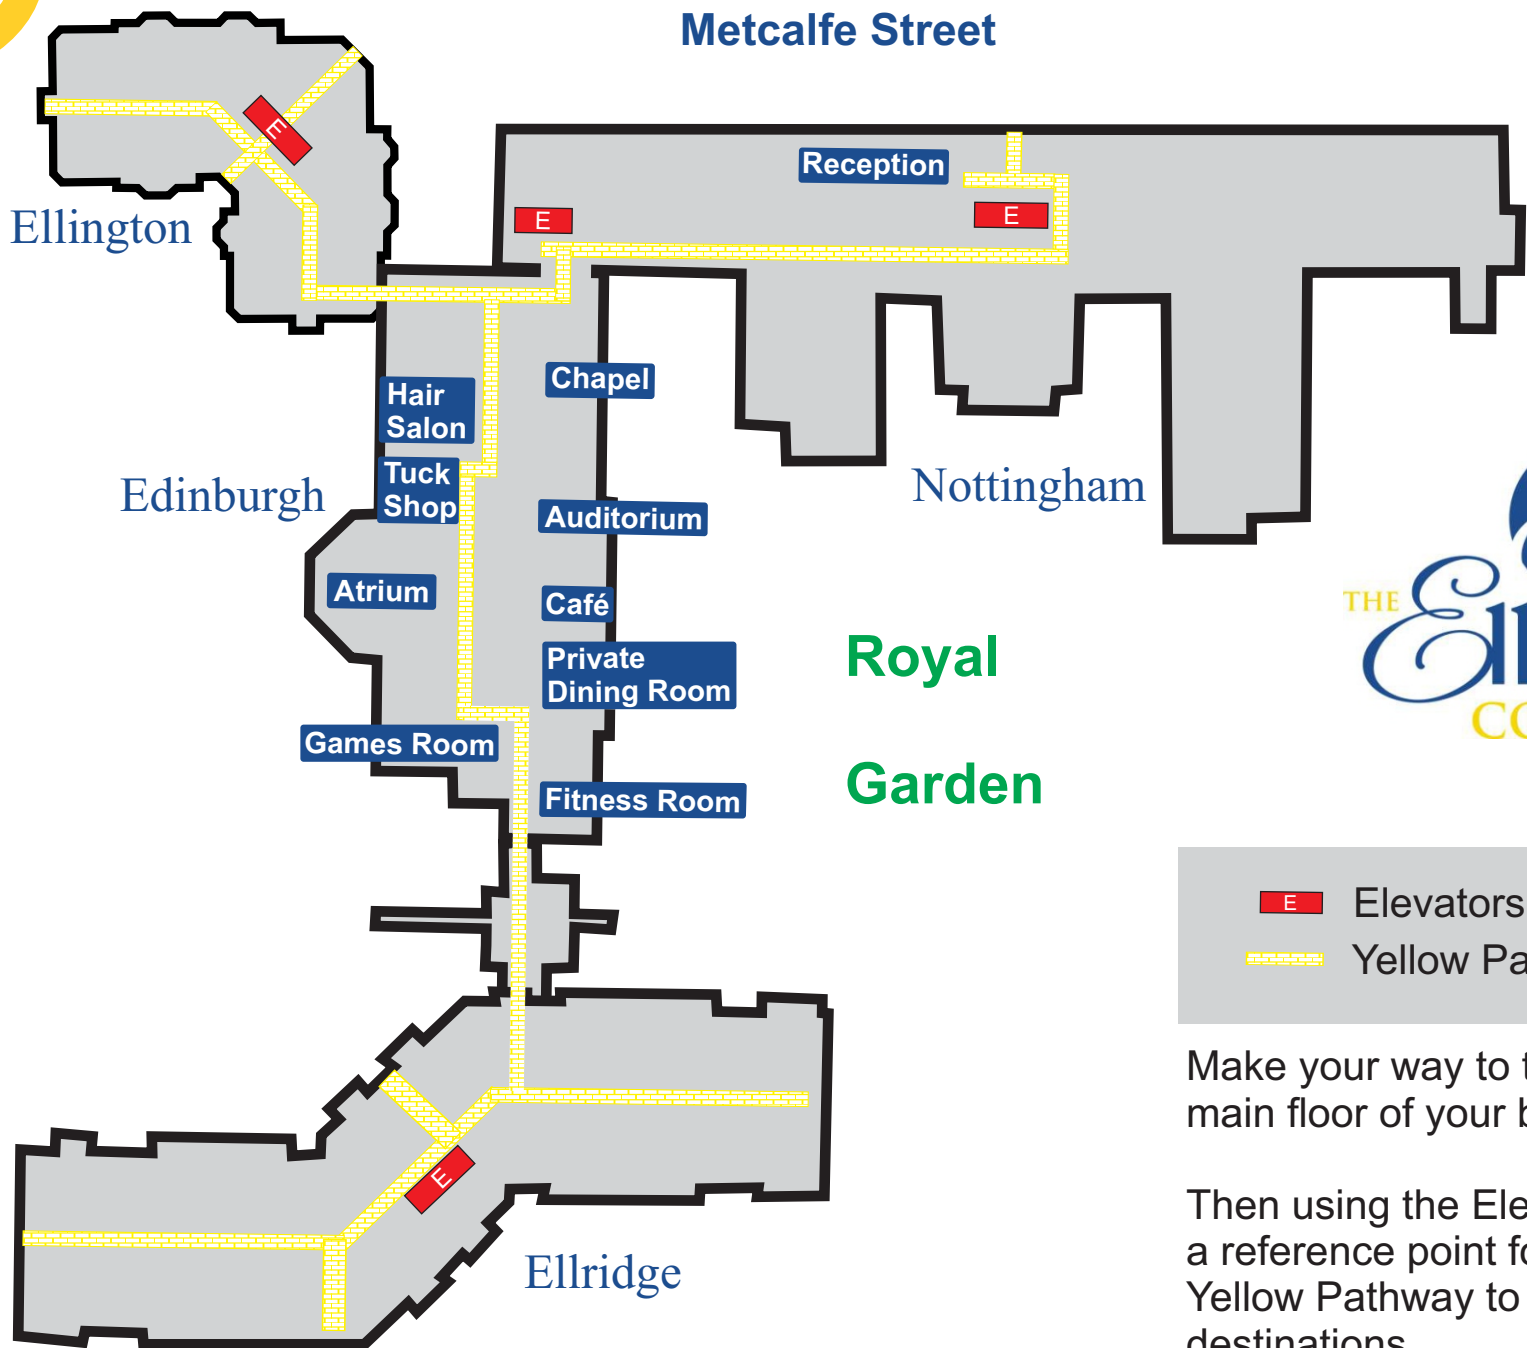 Metcalfe Street
E
Reception
E
E
Ellington
Chapel
Hair
Salon
Tuck
Shop
Edinburgh
Nottingham
Auditorium
Atrium
Café
THE
Private
Dining Room
Royal
Games Room
Garden
Fitness Room
E Elevators
Yellow
Make your way to
main floor of your
E
Then using the
a reference point
Yellow Pathway to
destinations
Ellridge